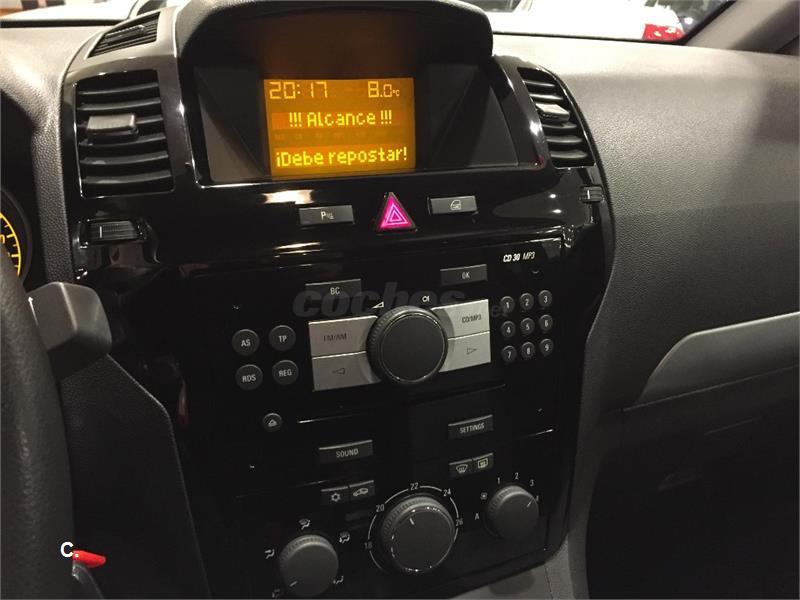 20:17 8.0°C
!!! Alcance !!!
¡Debe repostar!
P
CD 30 MP3
BC
OK
coches.net
FM/AM
CD/MP3
1 2 3
4 5 6
7 8 9
AS TP
RDS REG
SOUND
SETTINGS
18 20 22 24 26
A 1 2 3 4
C.